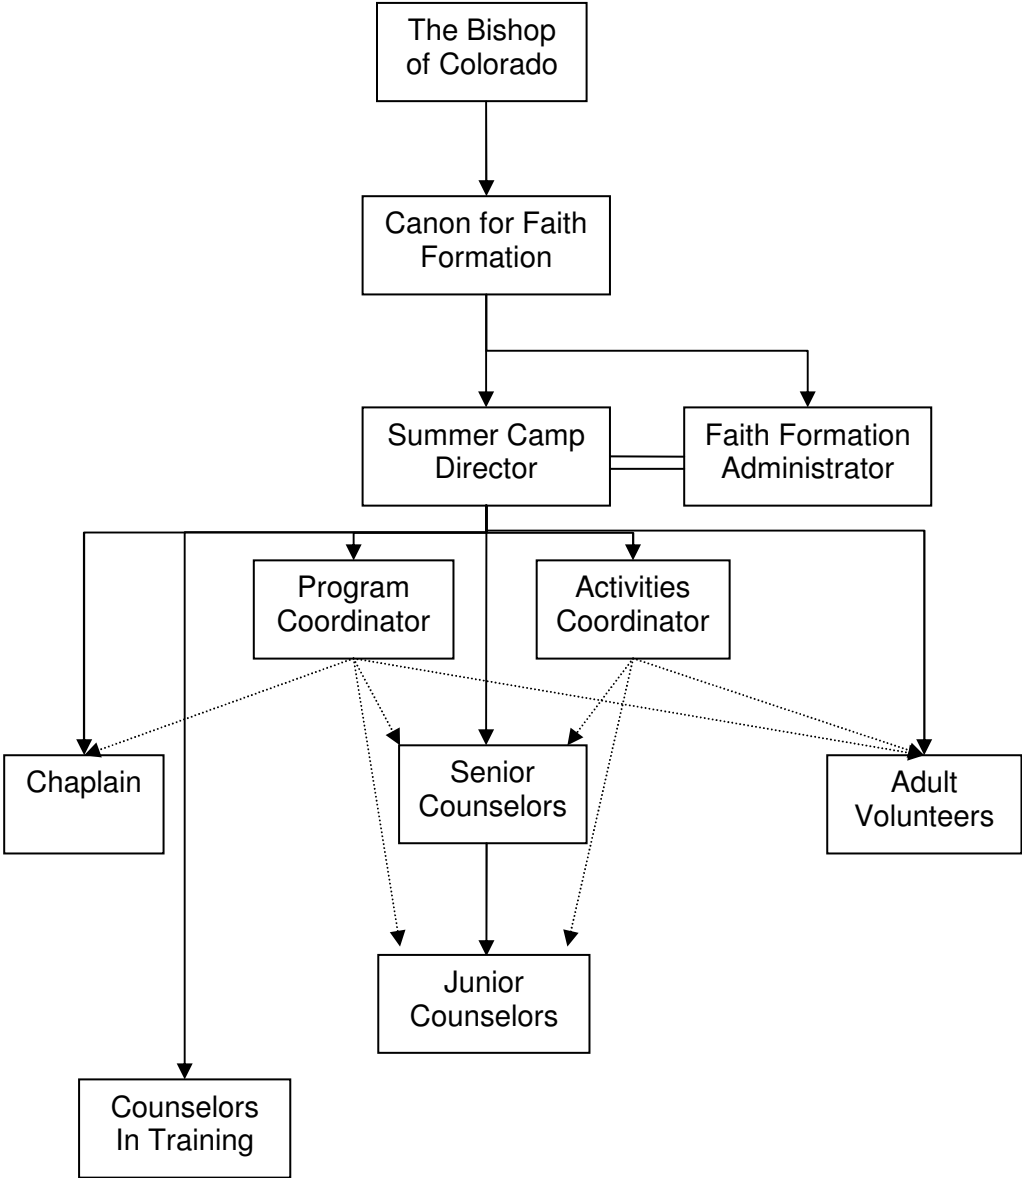 The Bishop
of Colorado
Canon for Faith
Formation
Summer Camp
Director
Faith Formation
Administrator
Program
Coordinator
Activities
Coordinator
Chaplain
Senior
Counselors
Adult
Volunteers
Junior
Counselors
Counselors
In Training